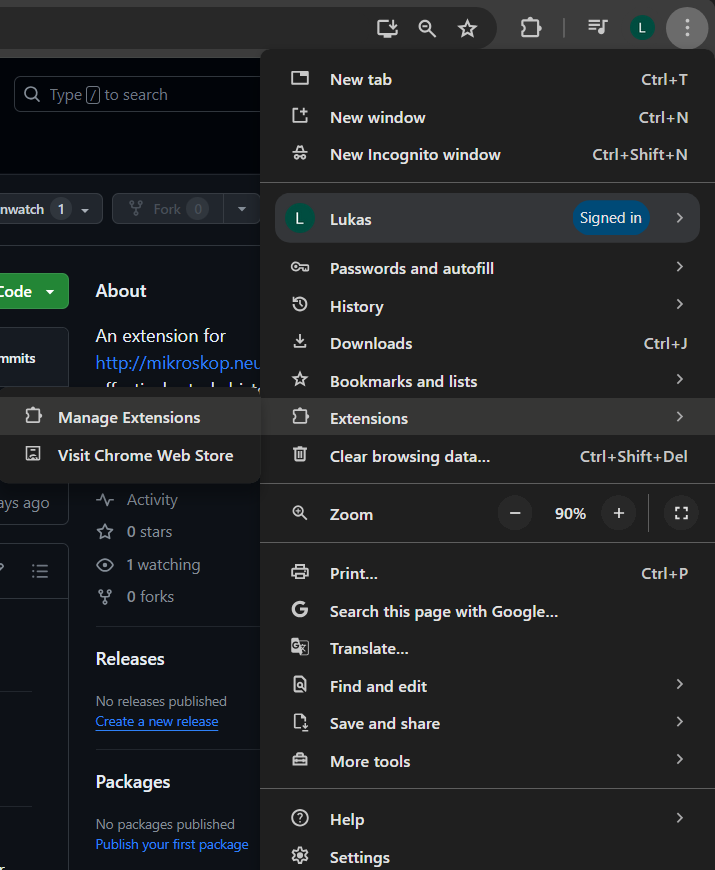 L
Type / to search
New tab Ctrl+T
New window Ctrl+N
New Incognito window Ctrl+Shift+N
nwatch 1
Fork 0
L Lukas Signed in
Passwords and autofill
History
Downloads Ctrl+J
Bookmarks and lists
Extensions
Clear browsing data... Ctrl+Shift+Del
Zoom − 90% +
Print... Ctrl+P
Search this page with Google...
Translate...
Find and edit
Save and share
More tools
Help
Settings
Manage Extensions
Visit Chrome Web Store
Code
mmits
ays ago
About
An extension for
http://mikroskop.neu
Activity
0 stars
1 watching
0 forks
Releases
No releases published
Create a new release
Packages
No packages published
Publish your first package